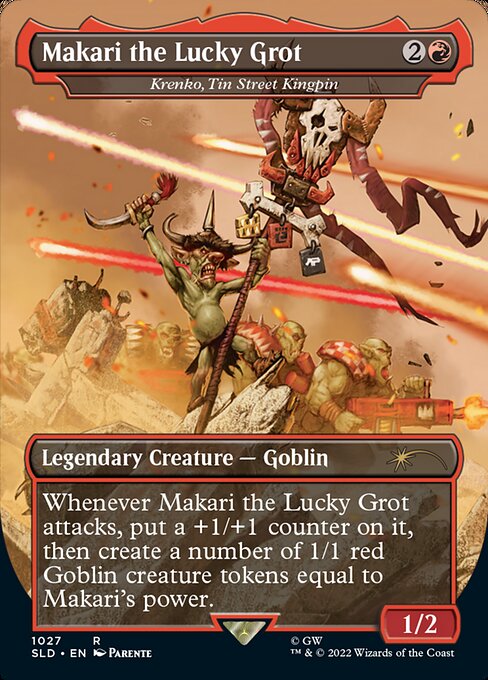 Makari the Lucky Grot 2
Krenko, Tin Street Kingpin
Legendary Creature — Goblin
Whenever Makari the Lucky Grot
attacks, put a +1/+1 counter on it,
then create a number of 1/1 red
Goblin creature tokens equal to
Makari's power.
1/2
1027 R
SLD • EN Parente
© GW
™ & © 2022 Wizards of the Coast